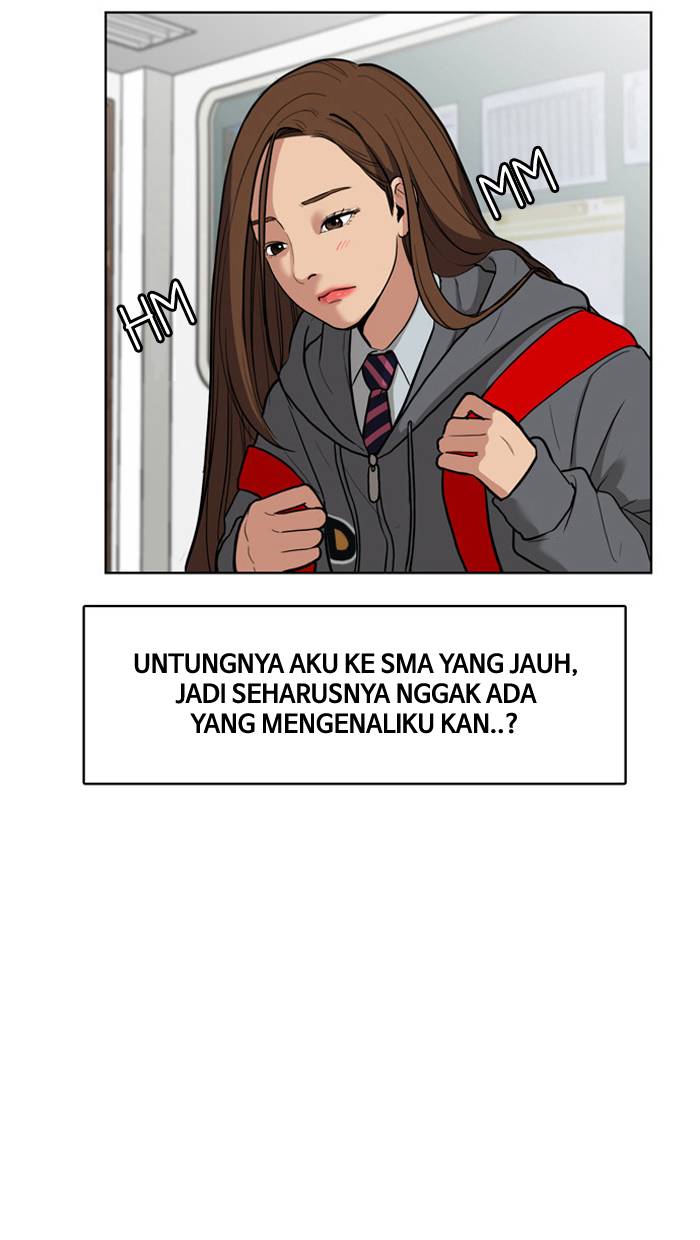 MM
HM
UNTUNGNYA AKU KE SMA YANG JAUH,
JADI SEHARUSNYA NGGAK ADA
YANG MENGENALIKU KAN..?